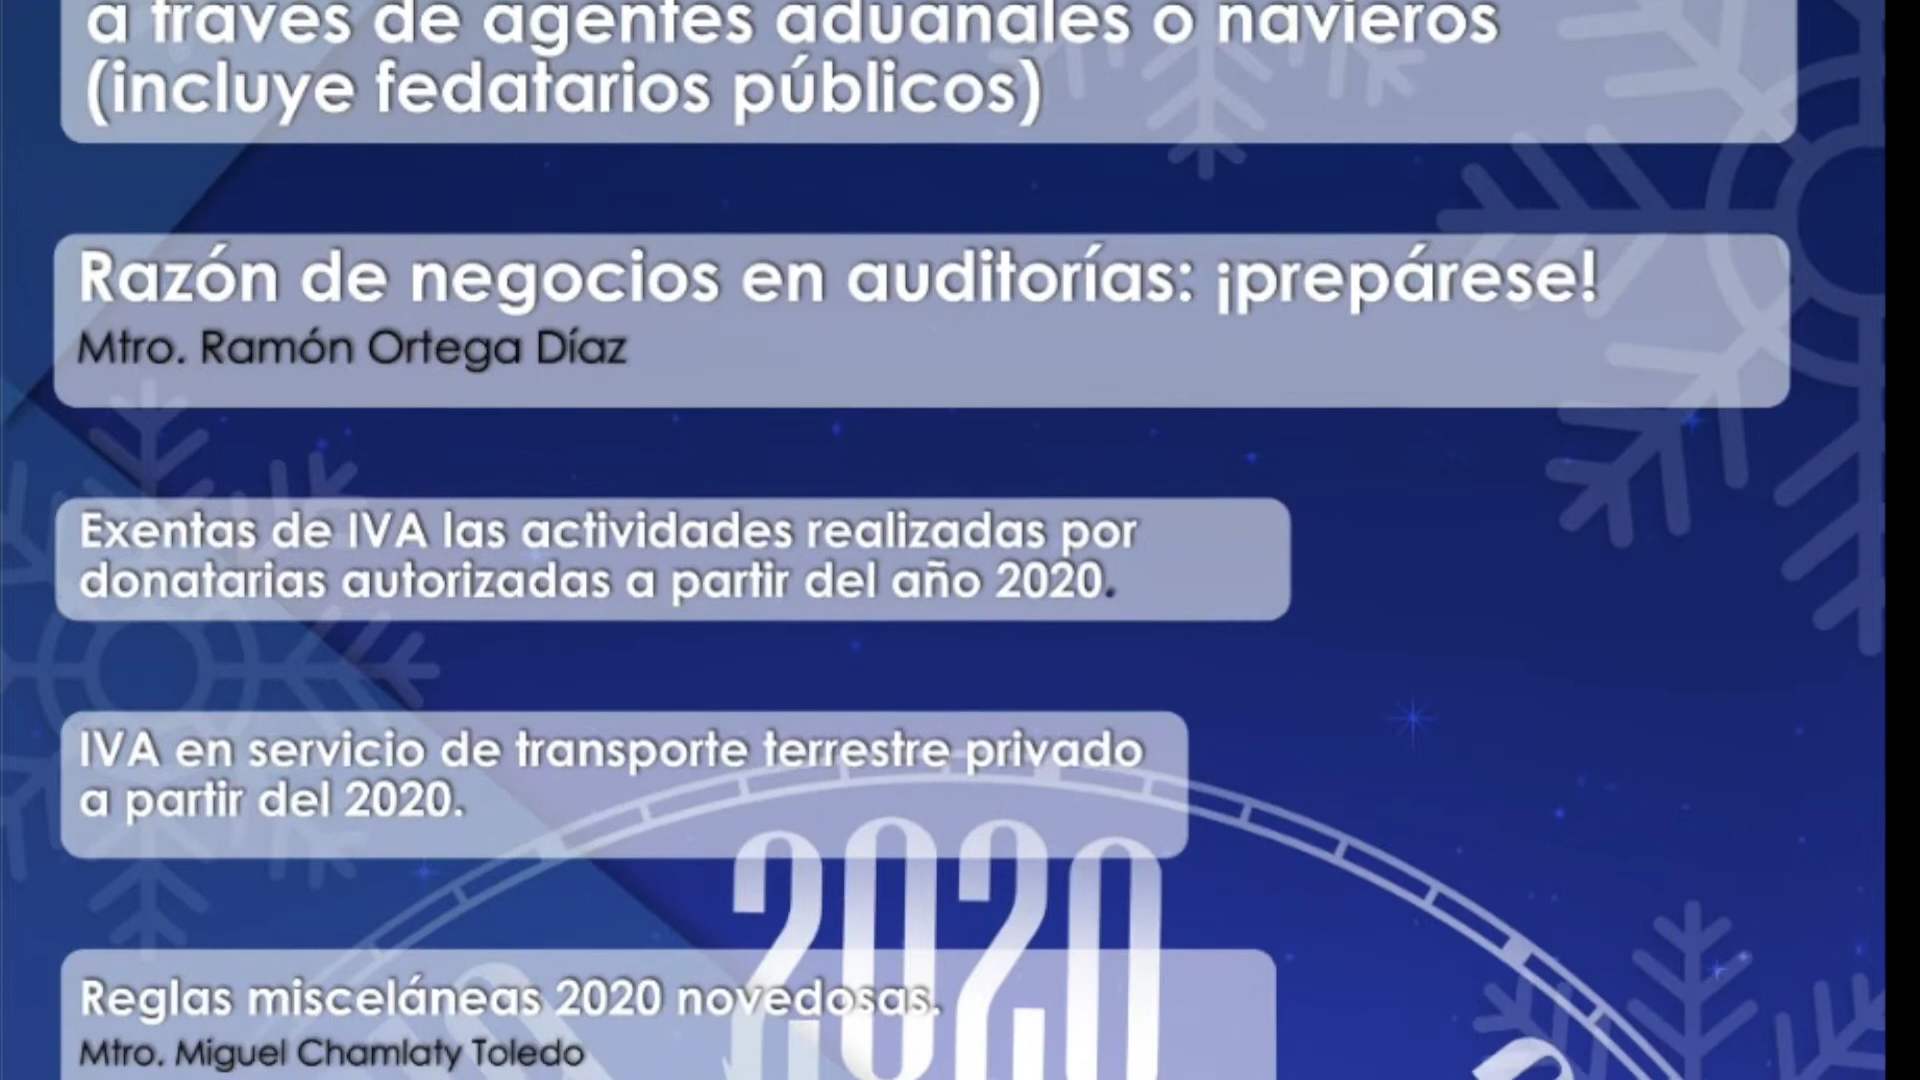 a través de agentes aduanales o navieros
(incluye fedatarios públicos)
Razón de negocios en auditorías: ¡prepárese!
Mtro. Ramón Ortega Díaz
Exentas de IVA las actividades realizadas por
donatarias autorizadas a partir del año 2020.
IVA en servicio de transporte terrestre privado
a partir del 2020.
2020
Reglas misceláneas 2020 novedosas.
Mtro. Miguel Chamlaty Toledo